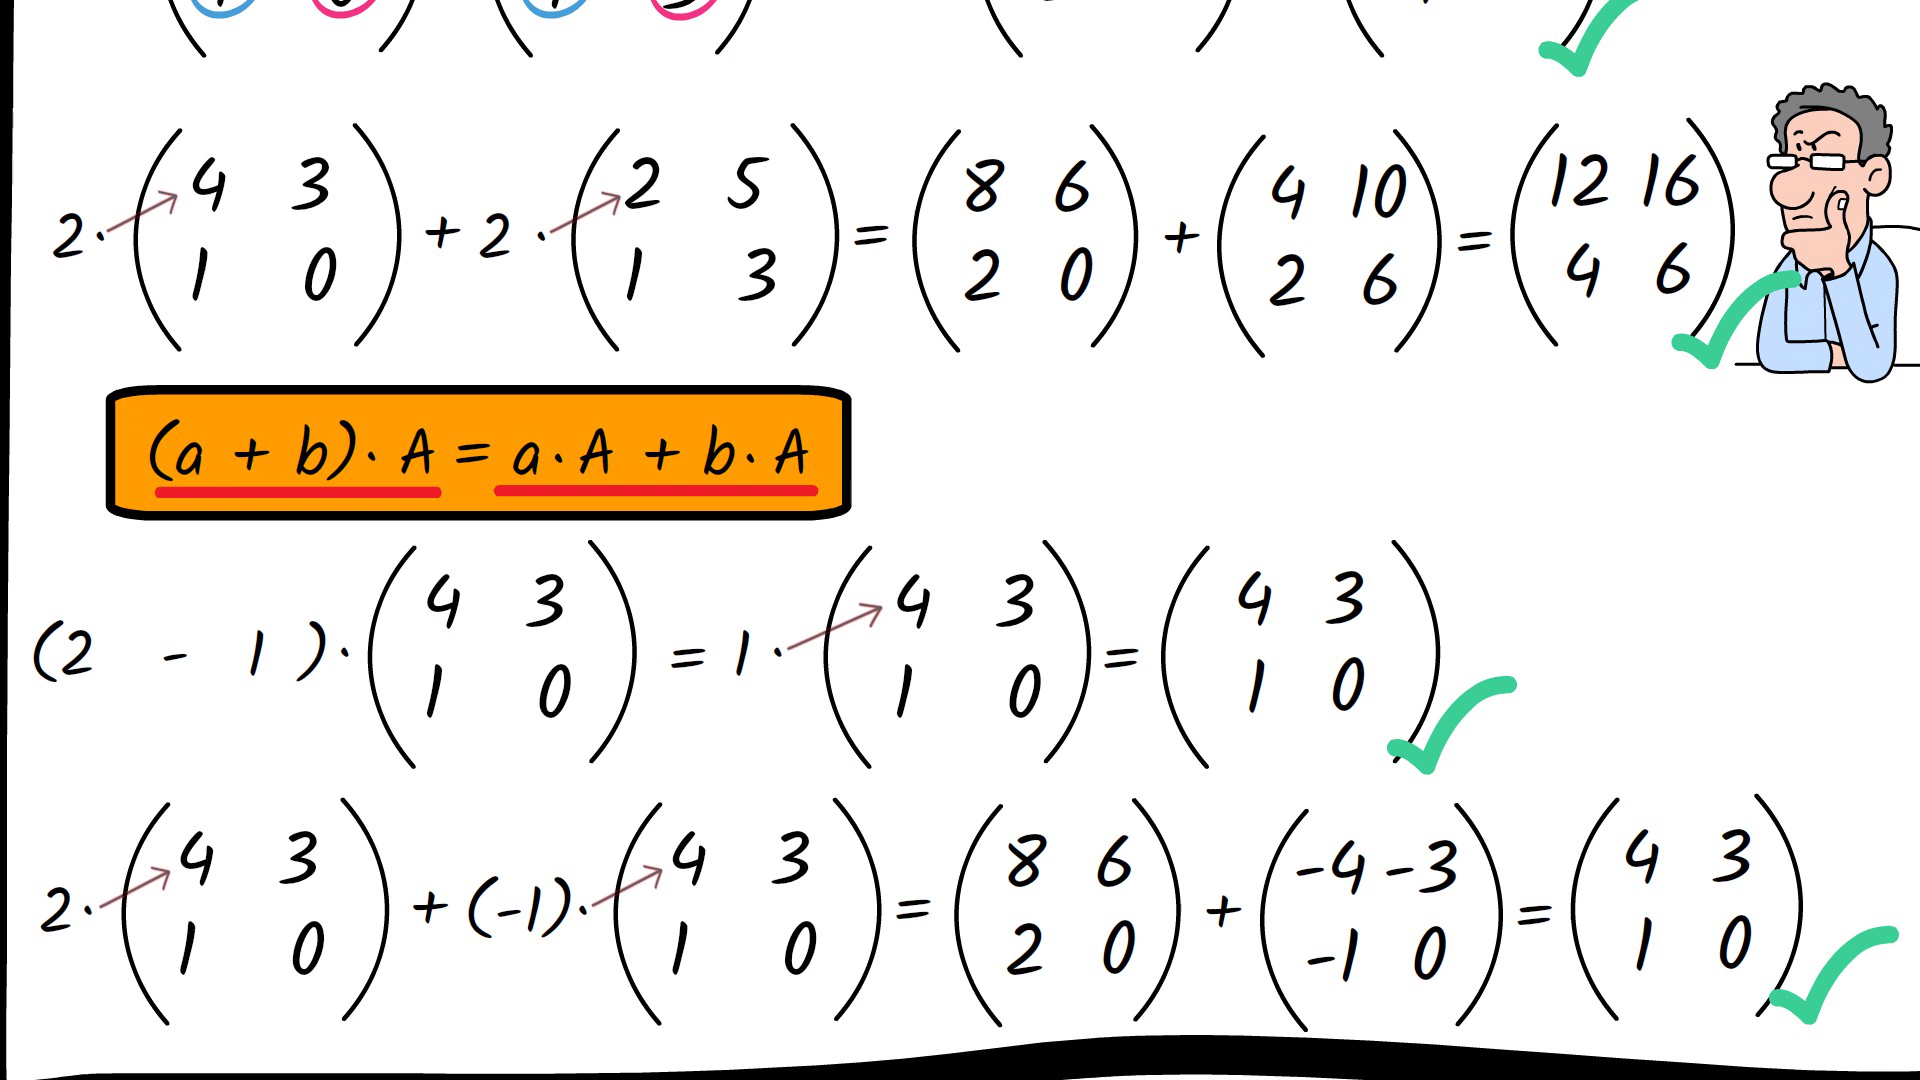 2· ( 4 3 ) + 2 · ( 2 5 ) = ( 8 6 ) + ( 4 10 ) = ( 12 16 )
( 1 0 ) ( 1 3 ) ( 2 0 ) ( 2 6 ) ( 4 6 )
(a + b)· A = a·A + b·A
(2 - 1 )· ( 4 3 ) = 1 · ( 4 3 ) = ( 4 3 )
( 1 0 ) ( 1 0 ) ( 1 0 )
2· ( 4 3 ) + (-1)· ( 4 3 ) = ( 8 6 ) + ( -4 -3 ) = ( 4 3 )
( 1 0 ) ( 1 0 ) ( 2 0 ) ( -1 0 ) ( 1 0 )